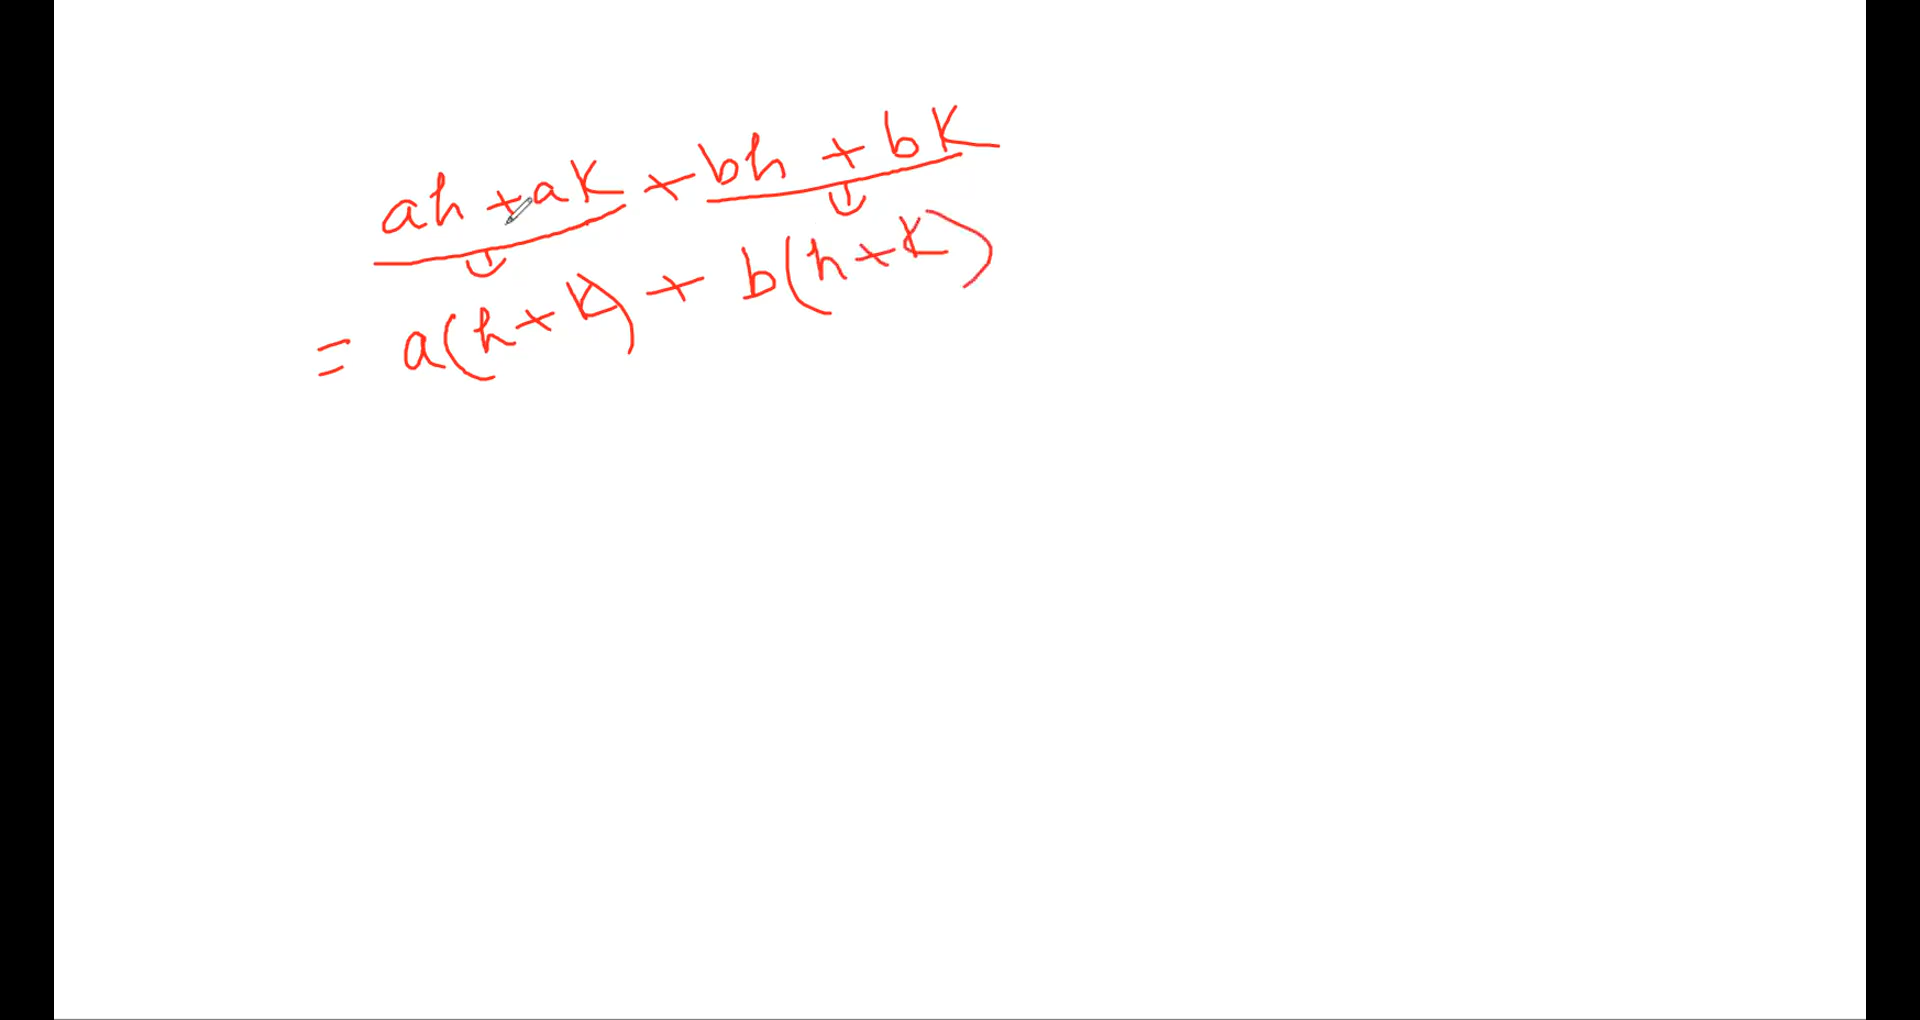 ah + ak + bh + bk
= a(h + k) + b(h + k)